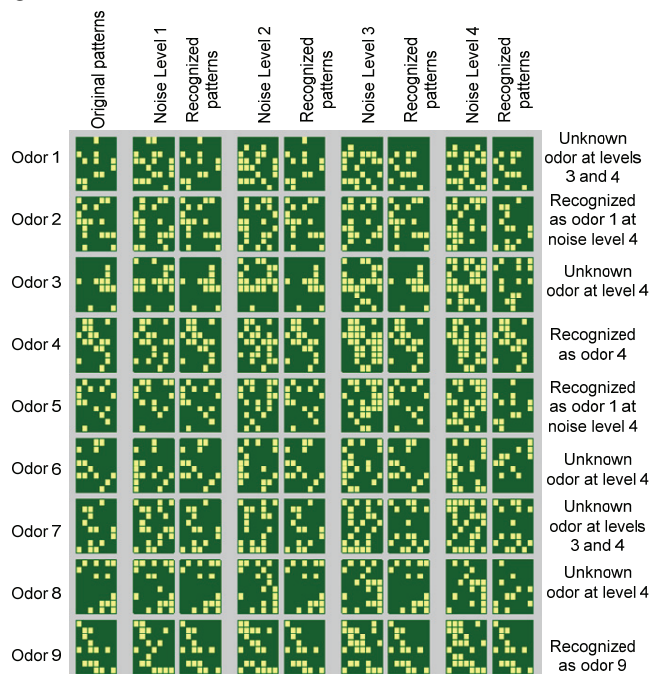 Original patterns
Noise Level 1
Recognized
patterns
Noise Level 2
Recognized
patterns
Noise Level 3
Recognized
patterns
Noise Level 4
Recognized
patterns
Odor 1
Unknown
odor at levels
3 and 4
Odor 2
Recognized
as odor 1 at
noise level 4
Odor 3
Unknown
odor at level 4
Odor 4
Recognized
as odor 4
Odor 5
Recognized
as odor 1 at
noise level 4
Odor 6
Unknown
odor at level 4
Odor 7
Unknown
odor at levels
3 and 4
Odor 8
Unknown
odor at level 4
Odor 9
Recognized
as odor 9